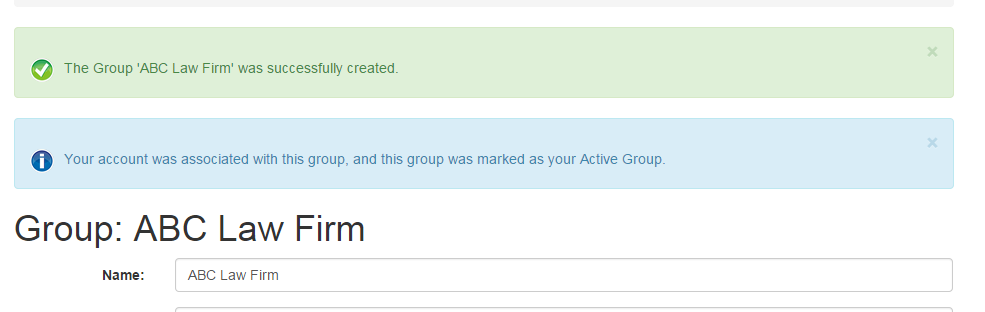 The Group 'ABC Law Firm' was successfully created.
×
Your account was associated with this group, and this group was marked as your Active Group.
×
Group: ABC Law Firm
Name: ABC Law Firm